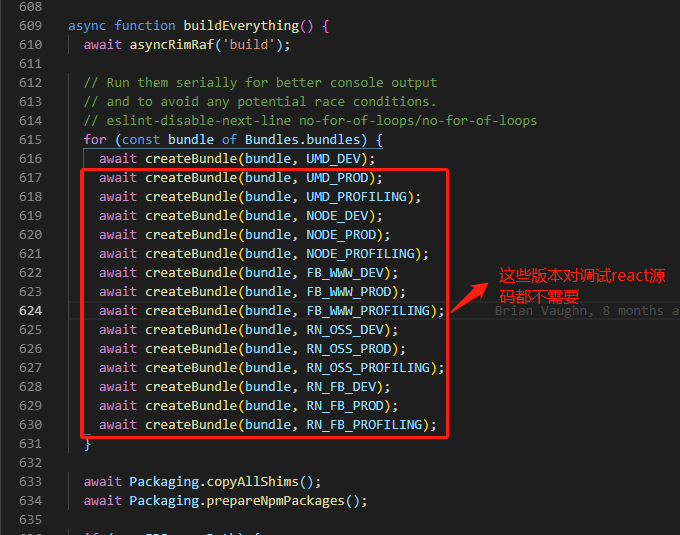 608
609 async function buildEverything() {
610 await asyncRimRaf('build');
611
612 // Run them serially for better console output
613 // and to avoid any potential race conditions.
614 // eslint-disable-next-line no-for-of-loops/no-for-of-loops
615 for (const bundle of Bundles.bundles) {
616 await createBundle(bundle, UMD_DEV);
617 await createBundle(bundle, UMD_PROD);
618 await createBundle(bundle, UMD_PROFILING);
619 await createBundle(bundle, NODE_DEV);
620 await createBundle(bundle, NODE_PROD);
621 await createBundle(bundle, NODE_PROFILING);
622 await createBundle(bundle, FB_WWW_DEV);
623 await createBundle(bundle, FB_WWW_PROD);
624 await createBundle(bundle, FB_WWW_PROFILING);
625 await createBundle(bundle, RN_OSS_DEV);
626 await createBundle(bundle, RN_OSS_PROD);
627 await createBundle(bundle, RN_OSS_PROFILING);
628 await createBundle(bundle, RN_FB_DEV);
629 await createBundle(bundle, RN_FB_PROD);
630 await createBundle(bundle, RN_FB_PROFILING);
631 }
632
633 await Packaging.copyAllShims();
634 await Packaging.prepareNpmPackages();
635
这些版本对调试react源
码都不需要
Brian Vaughn, 8 months a